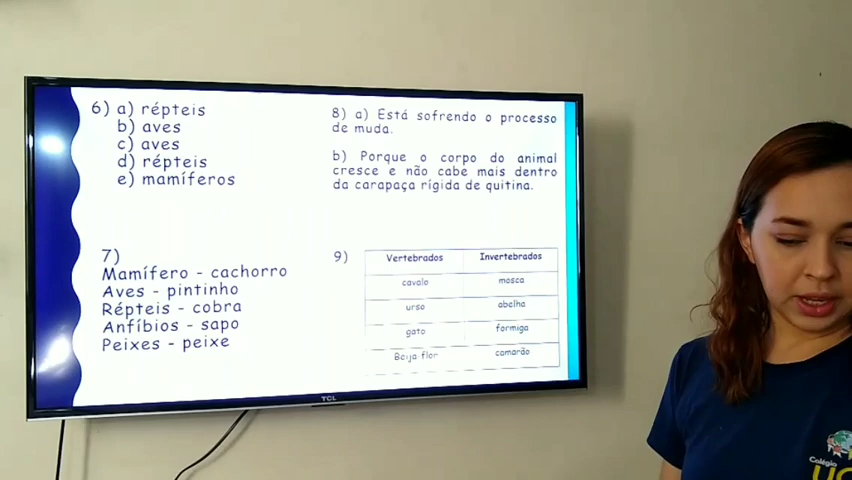 6) a) répteis
b) aves
c) aves
d) répteis
e) mamíferos
7)
Mamífero - cachorro
Aves - pintinho
Répteis - cobra
Anfíbios - sapo
Peixes - peixe
8) a) Está sofrendo o processo
de muda.
b) Porque o corpo do animal
cresce e não cabe mais dentro
da carapaça rígida de quitina.
9)
Vertebrados Invertebrados
cavalo mosca
urso abelha
gato formiga
Beija flor camarão
TCL
Colégio